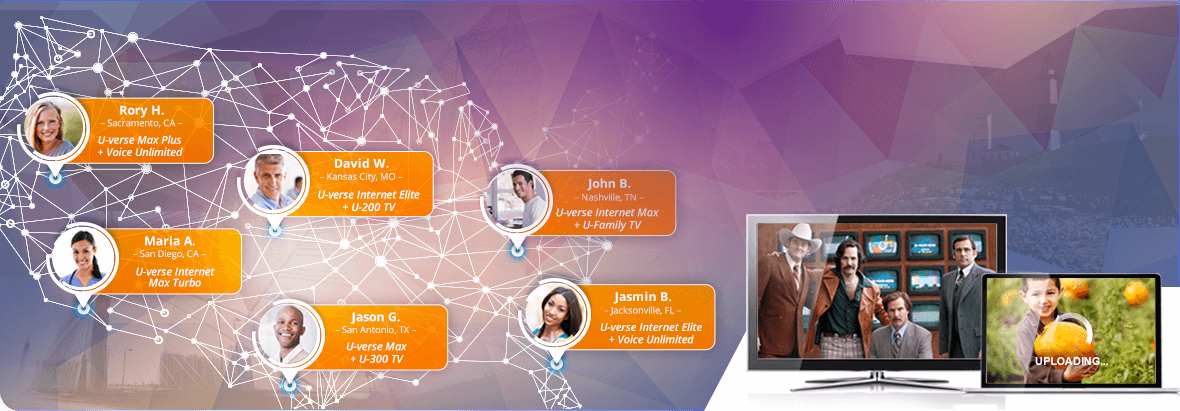 Rory H.
– Sacramento, CA –
U-verse Max Plus
+ Voice Unlimited
David W.
– Kansas City, MO –
U-verse Internet Elite
+ U-200 TV
John B.
– Nashville, TN –
U-verse Internet Max
+ U-Family TV
Maria A.
– San Diego, CA –
U-verse Internet
Max Turbo
Jason G.
– San Antonio, TX –
U-verse Max
+ U-300 TV
Jasmin B.
– Jacksonville, FL –
U-verse Internet Elite
+ Voice Unlimited
UPLOADING...